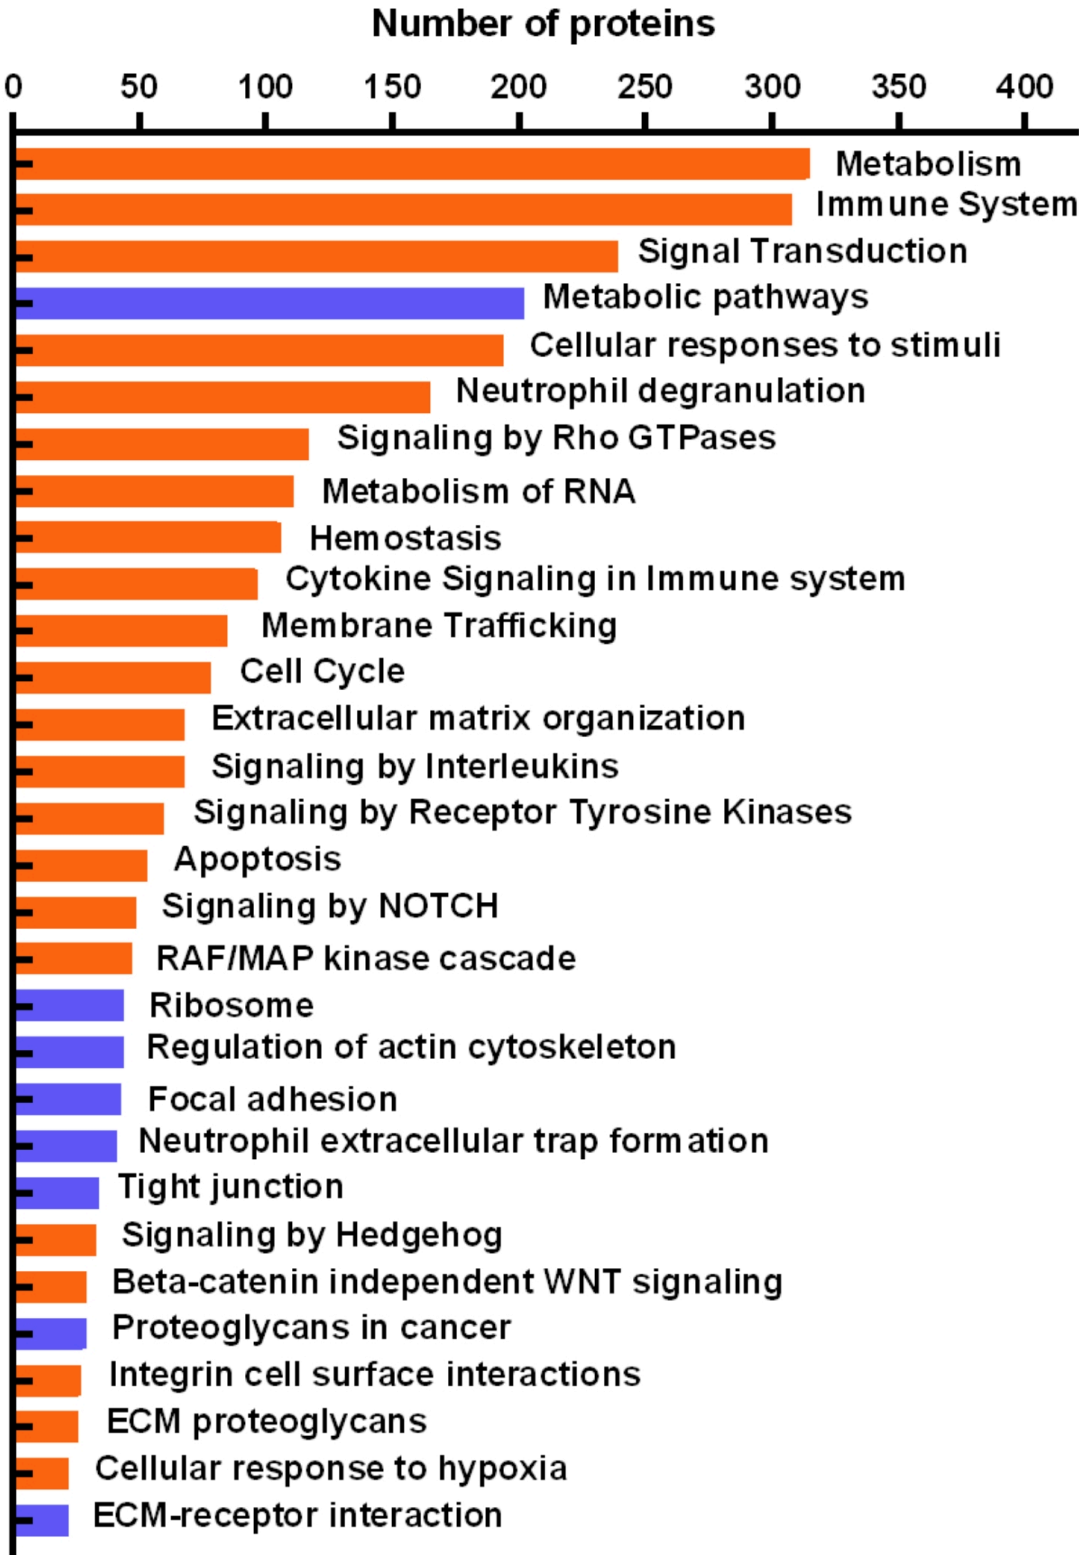 Number of proteins
0 50 100 150 200 250 300 350 400
Metabolism
Immune System
Signal Transduction
Metabolic pathways
Cellular responses to stimuli
Neutrophil degranulation
Signaling by Rho GTPases
Metabolism of RNA
Hemostasis
Cytokine Signaling in Immune system
Membrane Trafficking
Cell Cycle
Extracellular matrix organization
Signaling by Interleukins
Signaling by Receptor Tyrosine Kinases
Apoptosis
Signaling by NOTCH
RAF/MAP kinase cascade
Ribosome
Regulation of actin cytoskeleton
Focal adhesion
Neutrophil extracellular trap formation
Tight junction
Signaling by Hedgehog
Beta-catenin independent WNT signaling
Proteoglycans in cancer
Integrin cell surface interactions
ECM proteoglycans
Cellular response to hypoxia
ECM-receptor interaction